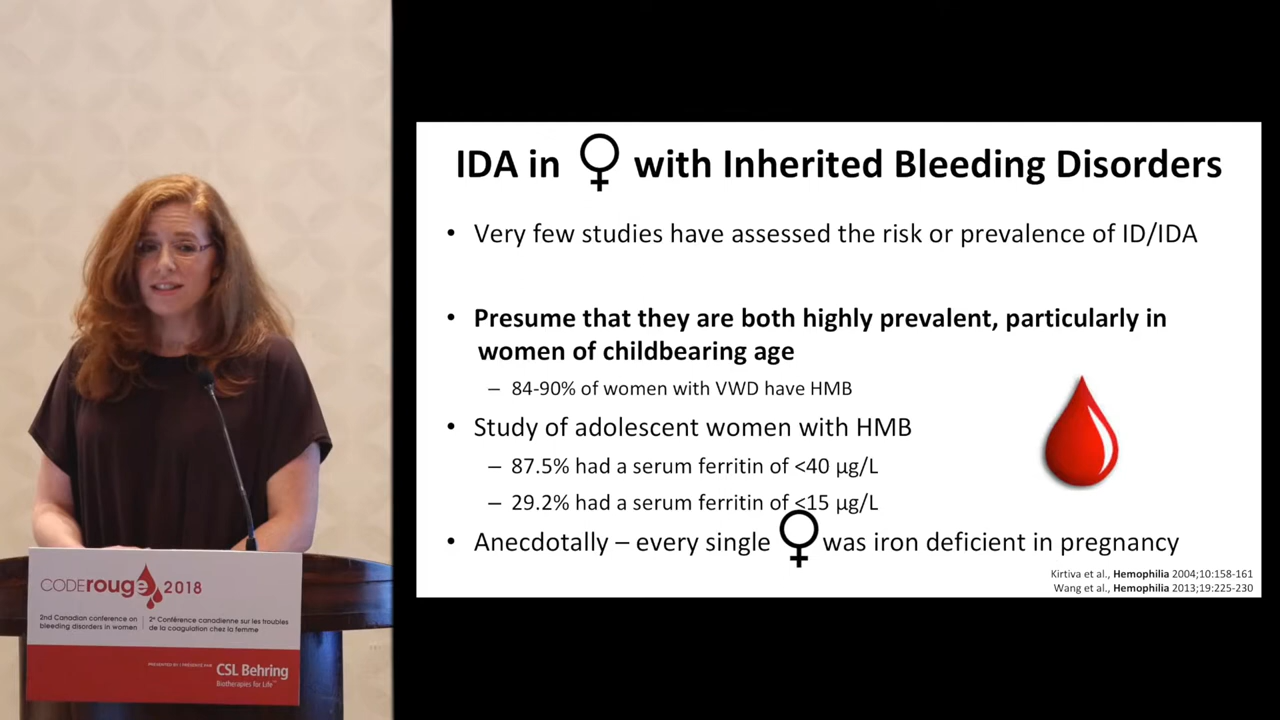 IDA in ♀ with Inherited Bleeding Disorders
• Very few studies have assessed the risk or prevalence of ID/IDA
• Presume that they are both highly prevalent, particularly in
women of childbearing age
– 84-90% of women with VWD have HMB
• Study of adolescent women with HMB
– 87.5% had a serum ferritin of <40 µg/L
– 29.2% had a serum ferritin of <15 µg/L
• Anecdotally – every single ♀ was iron deficient in pregnancy
Kirtiva et al., Hemophilia 2004;10:158-161
Wang et al., Hemophilia 2013;19:225-230
CODErouge 2018
2nd Canadian conference on
bleeding disorders in women
2e Conférence canadienne sur les troubles
de la coagulation chez la femme
PRESENTED BY / PRÉSENTÉE PAR
CSL Behring
Biotherapies for Life™